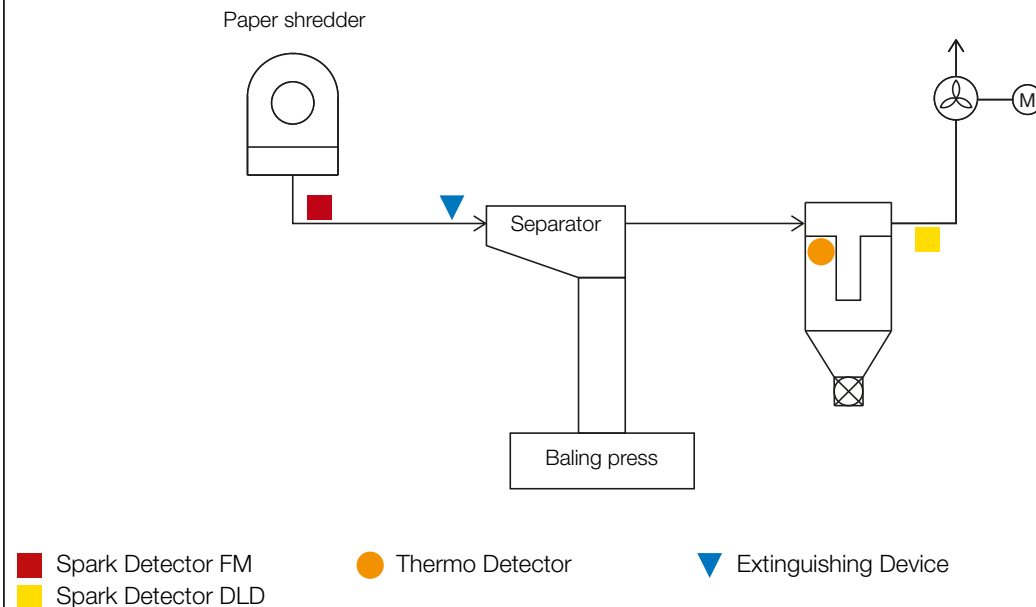 Paper shredder
M
Separator
Baling press
Spark Detector FM
Thermo Detector
Extinguishing Device
Spark Detector DLD